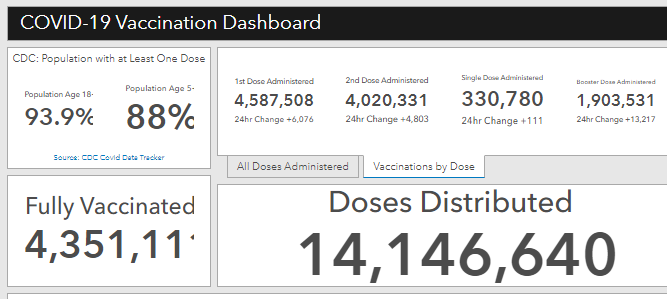 COVID-19 Vaccination Dashboard
CDC: Population with at Least One Dose
Population Age 18+
93.9%
Population Age 5+
88%
Source: CDC Covid Data Tracker
1st Dose Administered
4,587,508
24hr Change +6,076
2nd Dose Administered
4,020,331
24hr Change +4,803
Single Dose Administered
330,780
24hr Change +111
Booster Dose Administered
1,903,531
24hr Change +13,217
All Doses Administered
Vaccinations by Dose
Fully Vaccinated
4,351,11
Doses Distributed
14,146,640